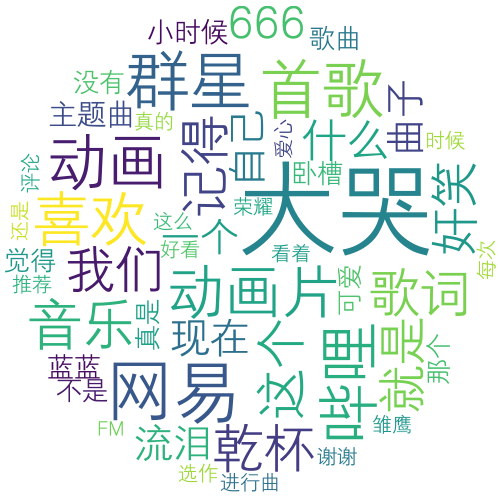 小时候
666
歌曲
没有
群星
首歌
主题曲
真的
记得
自己
爱心
什么
曲子
时候
动画
卧槽
评论
大哭
奸笑
喜欢
还是
这么
一个
荣耀
好看
看着
每次
觉得
推荐
我们
动画片
可爱
歌词
那个
音乐
真是
现在
这个
哔哩
就是
蓝蓝
不是
网易
雏鹰
FM
流泪
乾杯
谢谢
选作
进行曲